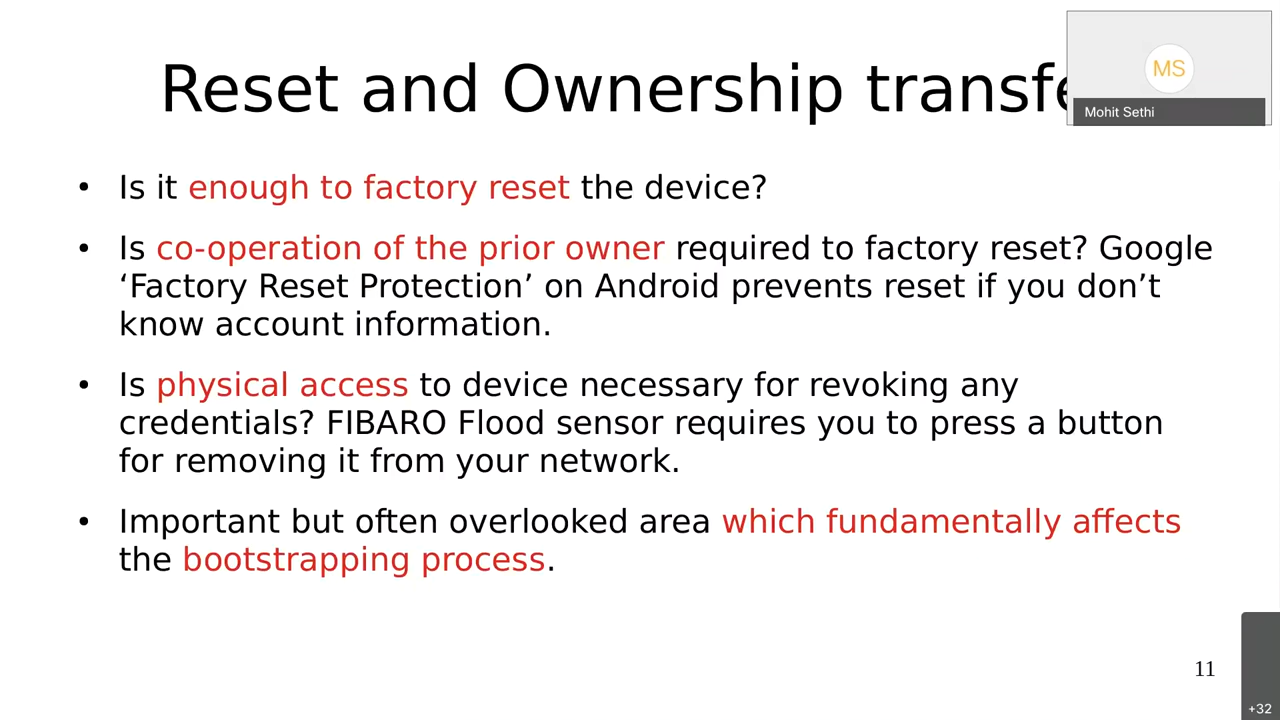 Reset and Ownership transfe
MS
Mohit Sethi
• Is it enough to factory reset the device?
• Is co-operation of the prior owner required to factory reset? Google
‘Factory Reset Protection’ on Android prevents reset if you don’t
know account information.
• Is physical access to device necessary for revoking any
credentials? FIBARO Flood sensor requires you to press a button
for removing it from your network.
• Important but often overlooked area which fundamentally affects
the bootstrapping process.
11
+32